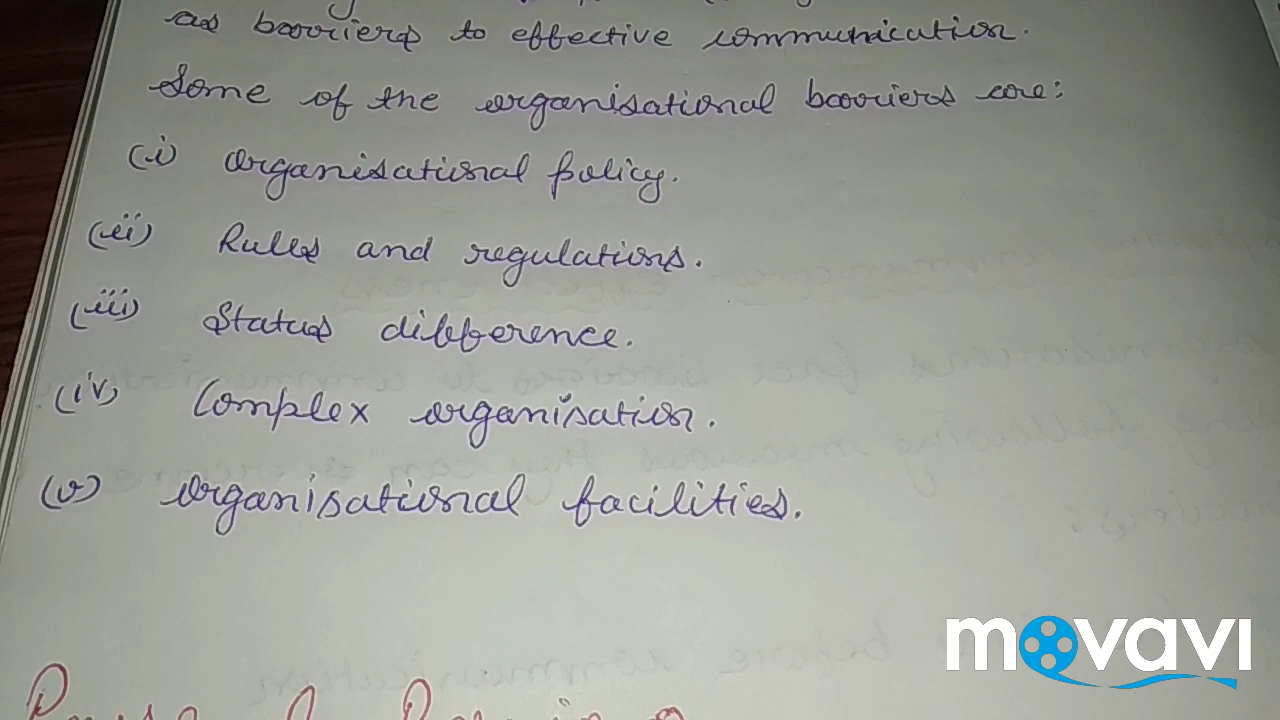 as barriers to effective communication.
Some of the organisational barriers are:
(i) Organisational policy.
(ii) Rules and regulations.
(iii) Status difference.
(iv) Complex organisation.
(v) Organisational facilities.
movavi